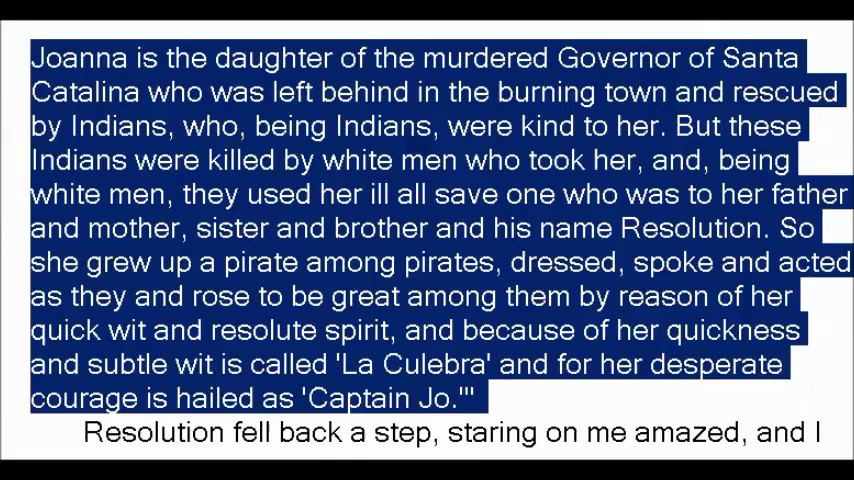 Joanna is the daughter of the murdered Governor of Santa
Catalina who was left behind in the burning town and rescued
by Indians, who, being Indians, were kind to her. But these
Indians were killed by white men who took her, and, being
white men, they used her ill all save one who was to her father
and mother, sister and brother and his name Resolution. So
she grew up a pirate among pirates, dressed, spoke and acted
as they and rose to be great among them by reason of her
quick wit and resolute spirit, and because of her quickness
and subtle wit is called 'La Culebra' and for her desperate
courage is hailed as 'Captain Jo.'"
Resolution fell back a step, staring on me amazed, and I